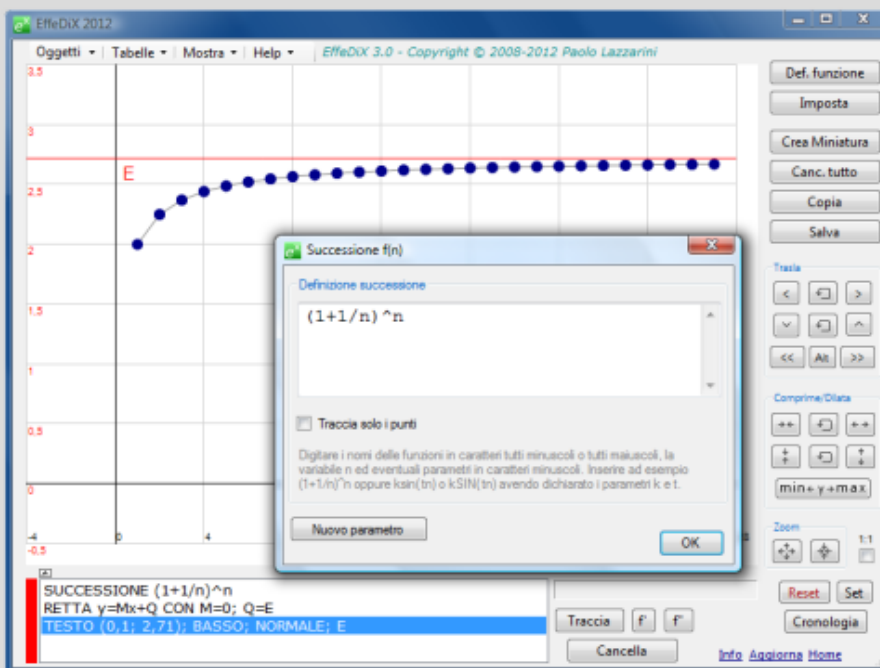 EffeDiX 2012
Oggetti Tabelle Mostra Help EffeDiX 3.0 - Copyright © 2008-2012 Paolo Lazzarini
3.5
3
2.5
2
1.5
1
0.5
0
-0.5
-4
0
4
E
Successione f(n)
Definizione successione
(1+1/n)^n
Traccia solo i punti
Digitare i nomi delle funzioni in caratteri tutti minuscoli o tutti maiuscoli, la
variabile n ed eventuali parametri in caratteri minuscoli. Inserire ad esempio
(1+1/n)^n oppure ksin(tn) o kSIN(tn) avendo dichiarato i parametri k e t.
Nuovo parametro
OK
Def. funzione
Imposta
Crea Miniatura
Canc. tutto
Copia
Salva
Trasla
< >
<< Alt >>
Comprime/Dilata
min←y→max
Zoom
1:1
Reset Set
Cronologia
Info Aggiorna Home
SUCCESSIONE (1+1/n)^n
RETTA y=Mx+Q CON M=0; Q=E
TESTO (0,1; 2,71); BASSO; NORMALE; E
Traccia f' f''
Cancella